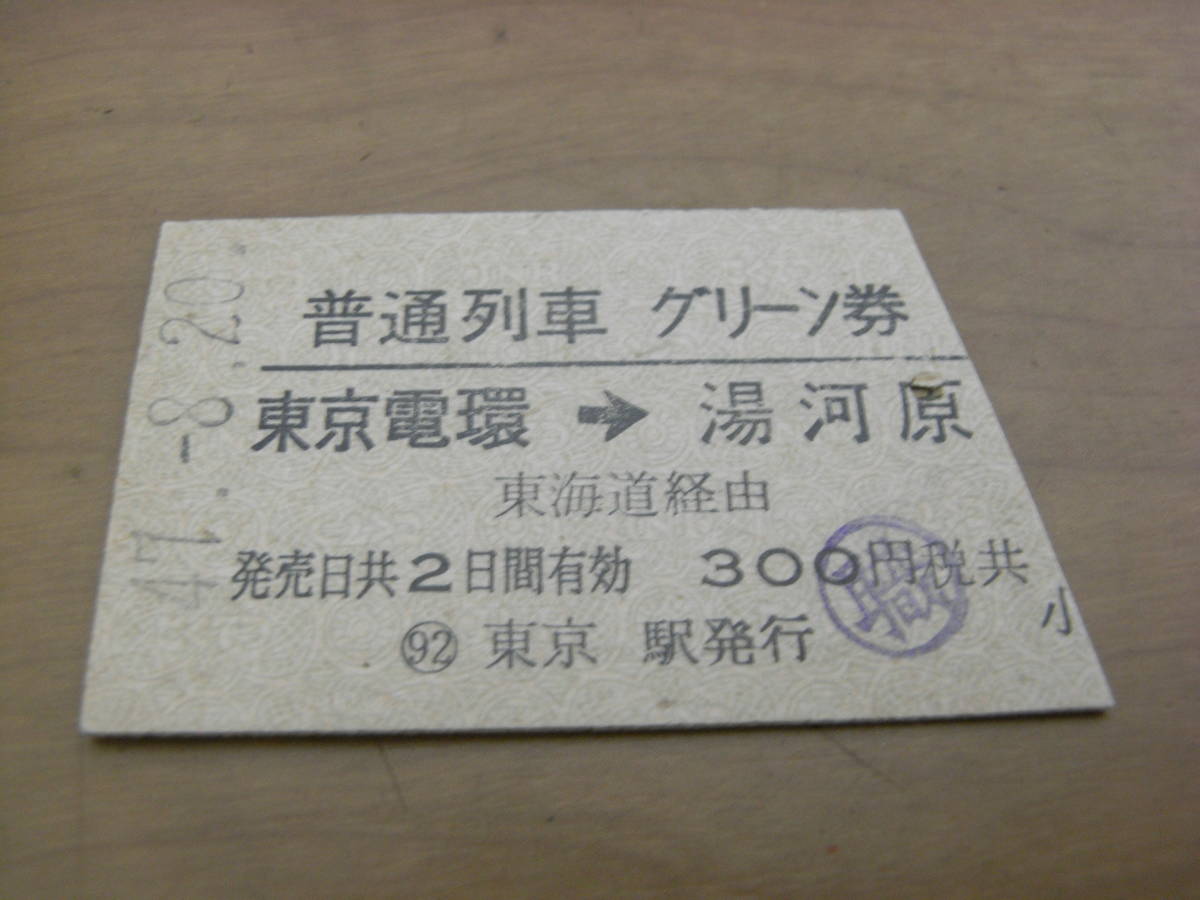 47.-8.20.
普通列車 グリーン券
東京電環 → 湯河原
東海道経由
発売日共2日間有効 300円税共
92 東京 駅発行
小